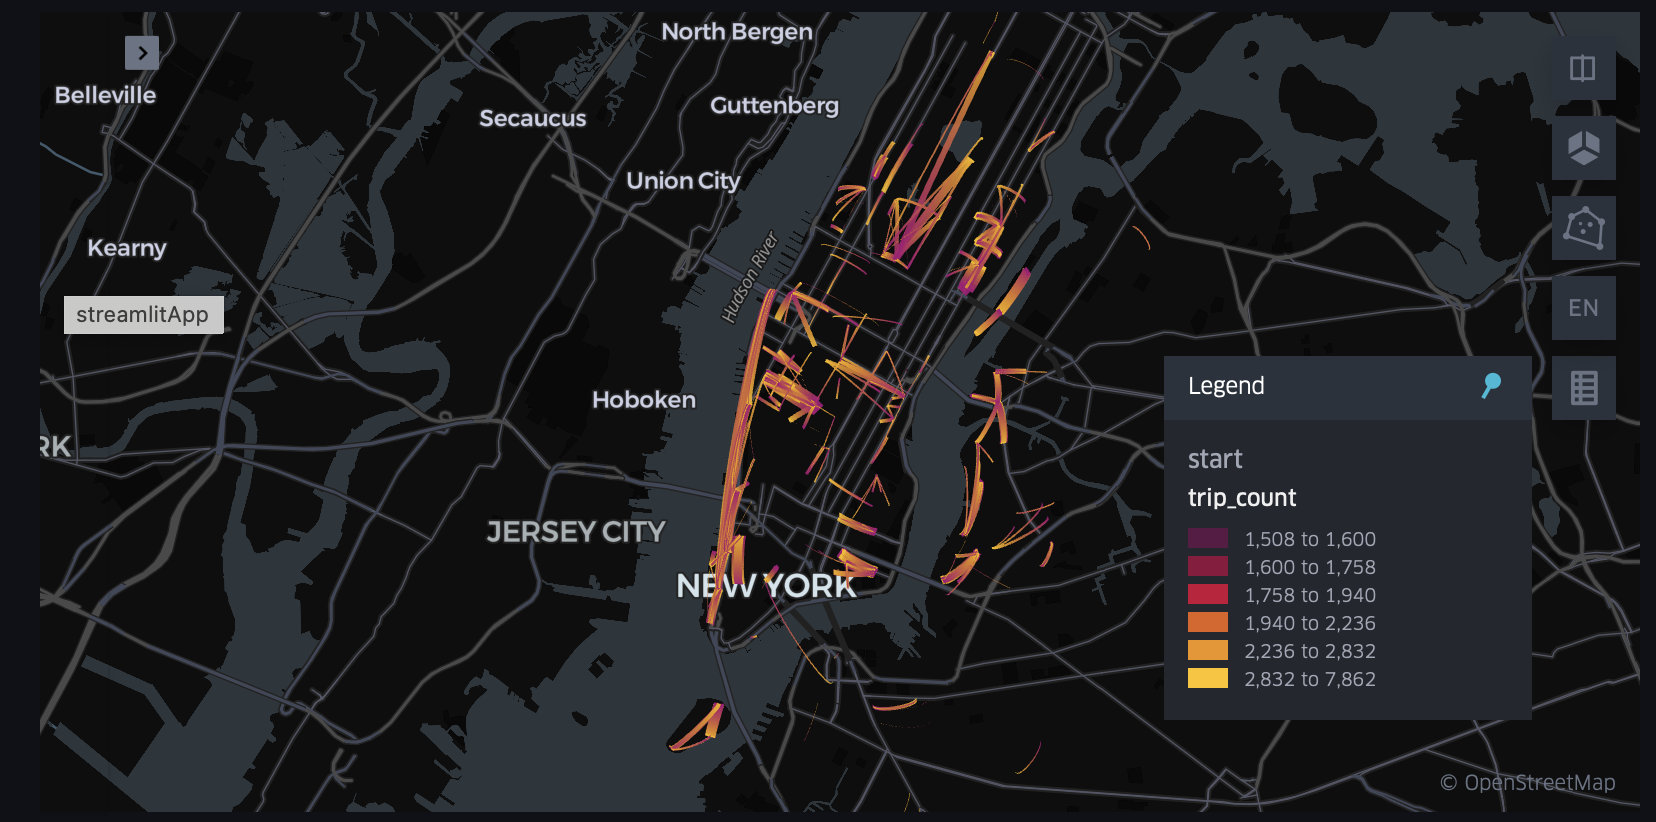 North Bergen
Belleville
Guttenberg
Secaucus
Union City
Kearny
Hudson River
streamlitApp
EN
Legend
Hoboken
RK
start
trip_count
JERSEY CITY
1,508 to 1,600
1,600 to 1,758
NEW YORK
1,758 to 1,940
1,940 to 2,236
2,236 to 2,832
2,832 to 7,862
© OpenStreetMap